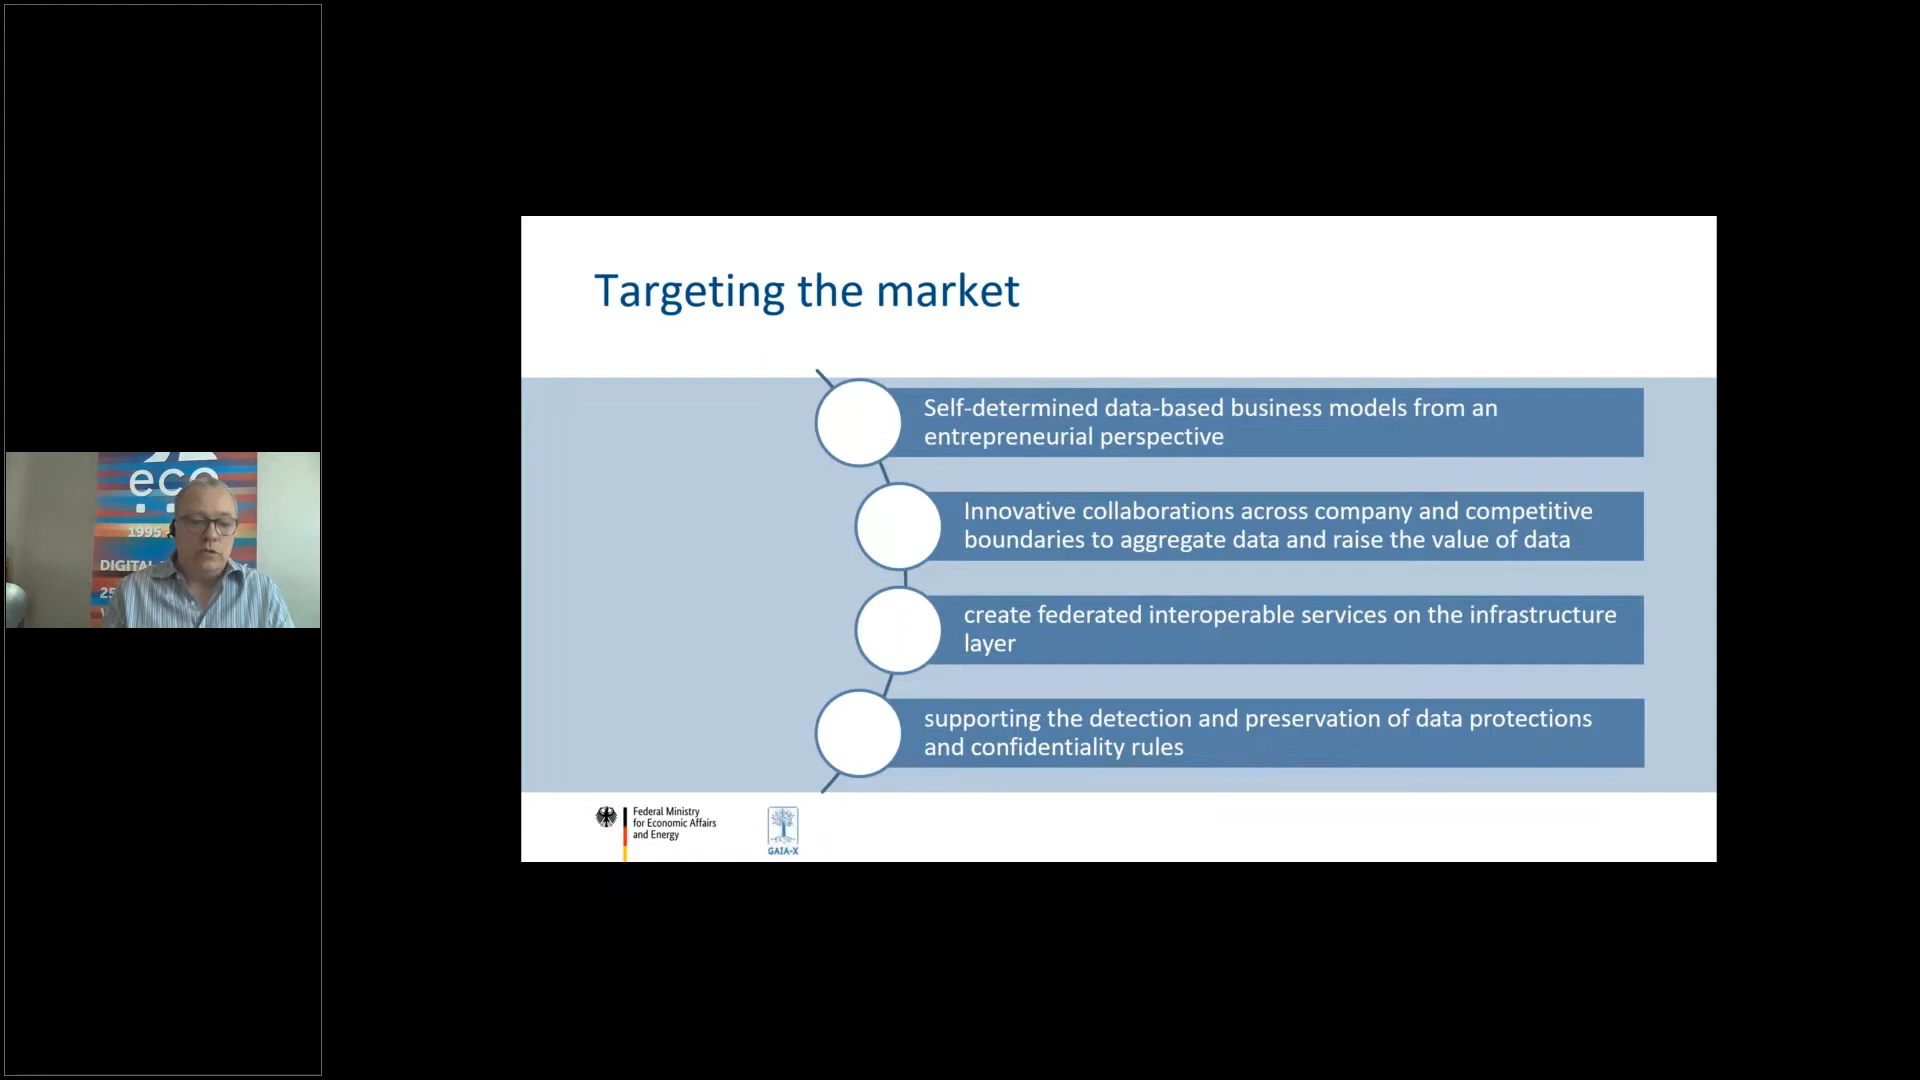 eco
1995
DIGITA
25
Targeting the market
Self-determined data-based business models from an
entrepreneurial perspective
Innovative collaborations across company and competitive
boundaries to aggregate data and raise the value of data
create federated interoperable services on the infrastructure
layer
supporting the detection and preservation of data protections
and confidentiality rules
Federal Ministry
for Economic Affairs
and Energy
GAIA-X